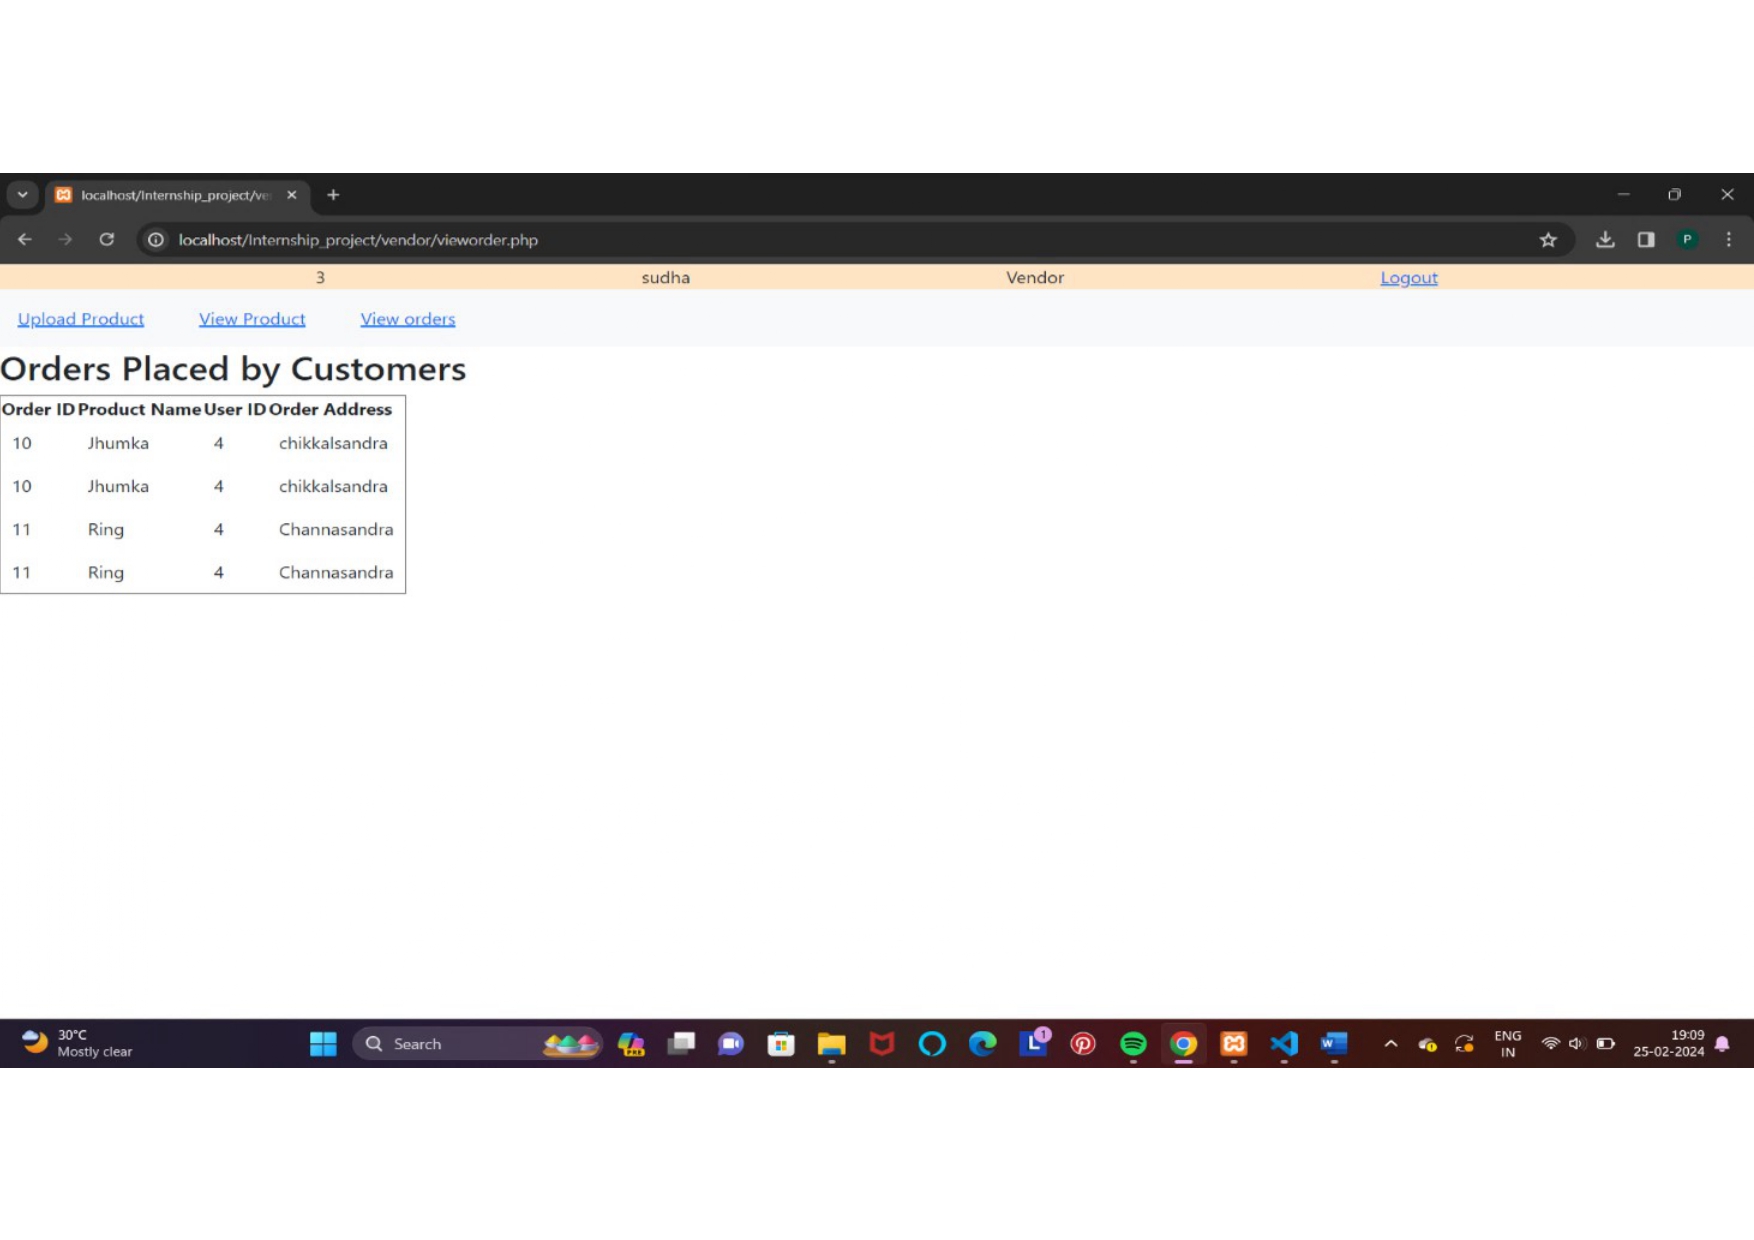 localhost/Internship_project/ve
localhost/Internship_project/vendor/vieworder.php
P
3 sudha Vendor Logout
Upload Product View Product View orders
Orders Placed by Customers
Order ID Product Name User ID Order Address
10 Jhumka 4 chikkalsandra
10 Jhumka 4 chikkalsandra
11 Ring 4 Channasandra
11 Ring 4 Channasandra
30°C
Mostly clear
Search
PRE
L
1
W
ENG
IN
19:09
25-02-2024